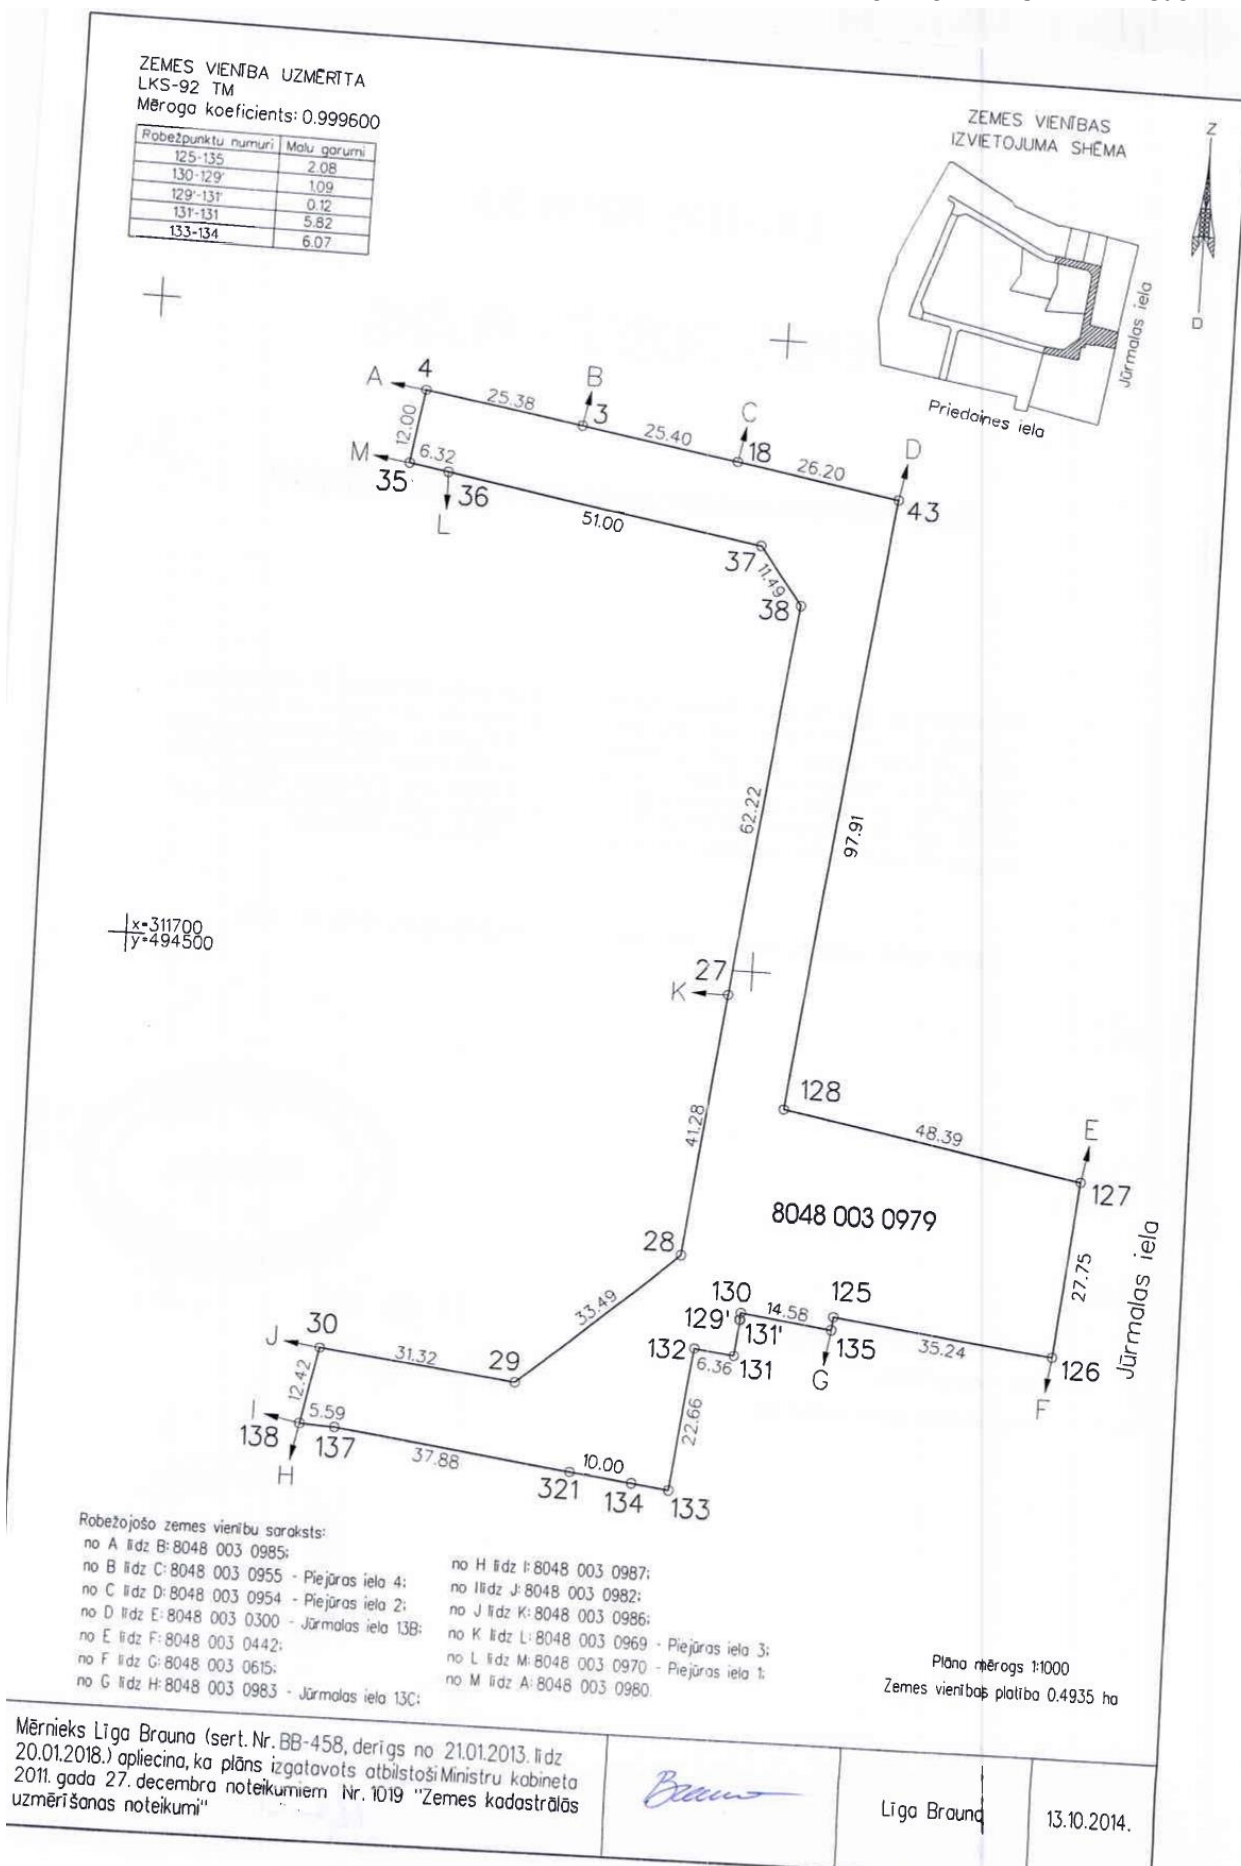 ZEMES VIENĪBA UZMĒRĪTA
LKS-92 TM
Mēroga koeficients: 0.999600
Robežpunktu numuri Malu garumi
125-135 2.08
130-129' 1.09
129'-131' 0.12
131'-131 5.82
133-134 6.07
ZEMES VIENĪBAS
IZVIETOJUMA SHĒMA
Z
D
Jūrmalas iela
Priedaines iela
A
4
25.38
B
3
25.40
C
18
26.20
D
43
12.00
M
35
6.32
36
L
51.00
37
11.49
38
62.22
97.91
x=311700
y=494500
27
K
41.28
128
48.39
E
127
8048 003 0979
27.75
Jūrmalas iela
28
33.49
130
14.58
125
129'
131'
135
35.24
126
F
G
132
6.36
131
22.66
J
30
31.32
29
12.42
I
5.59
138
137
H
37.88
321
10.00
134
133
Robežojošo zemes vienību saraksts:
no A līdz B: 8048 003 0985;
no B līdz C: 8048 003 0955 - Piejūras iela 4;
no C līdz D: 8048 003 0954 - Piejūras iela 2;
no D līdz E: 8048 003 0300 - Jūrmalas iela 13B;
no E līdz F: 8048 003 0442;
no F līdz G: 8048 003 0615;
no G līdz H: 8048 003 0983 - Jūrmalas iela 13C;
no H līdz I: 8048 003 0987;
no I līdz J: 8048 003 0982;
no J līdz K: 8048 003 0986;
no K līdz L: 8048 003 0969 - Piejūras iela 3;
no L līdz M: 8048 003 0970 - Piejūras iela 1;
no M līdz A: 8048 003 0980.
Plāna mērogs 1:1000
Zemes vienības platība 0.4935 ha
Mērnieks Līga Brauna (sert. Nr. BB-458, derīgs no 21.01.2013. līdz
20.01.2018.) apliecina, ka plāns izgatavots atbilstoši Ministru kabineta
2011. gada 27. decembra noteikumiem Nr. 1019 "Zemes kadastrālās
uzmērīšanas noteikumi"
Līga Brauna
13.10.2014.